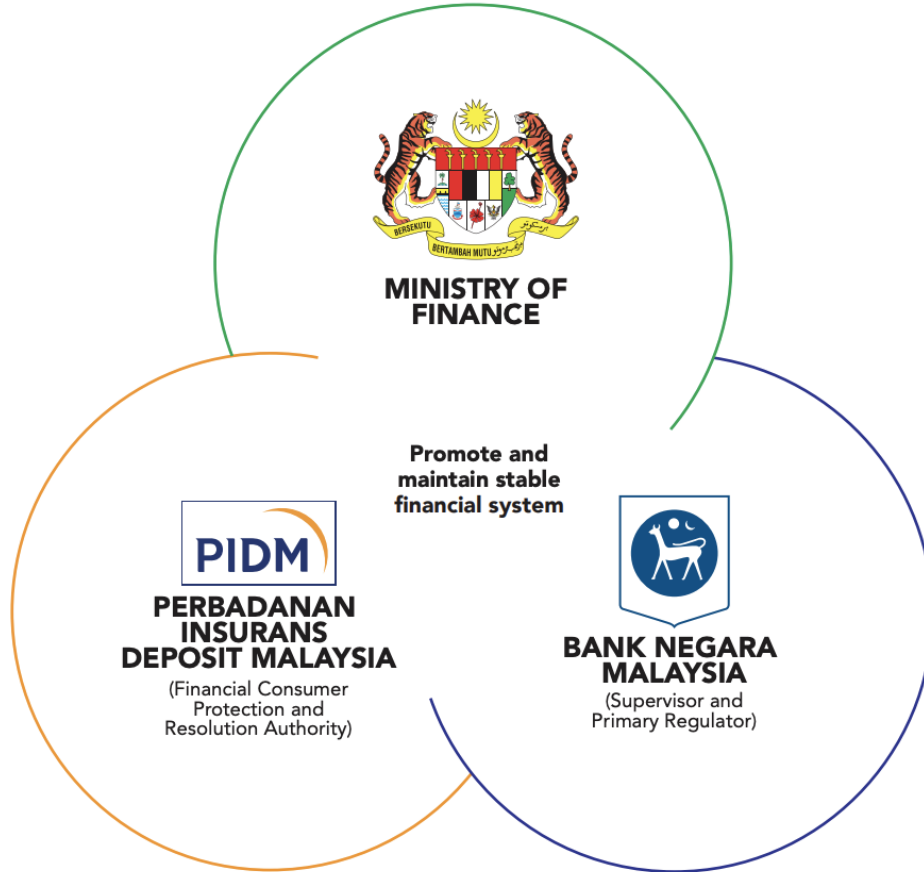 BERSEKUTU
BERTAMBAH MUTU
MINISTRY OF
FINANCE
Promote and
maintain stable
financial system
PIDM
PERBADANAN
INSURANS
DEPOSIT MALAYSIA
(Financial Consumer
Protection and
Resolution Authority)
BANK NEGARA
MALAYSIA
(Supervisor and
Primary Regulator)